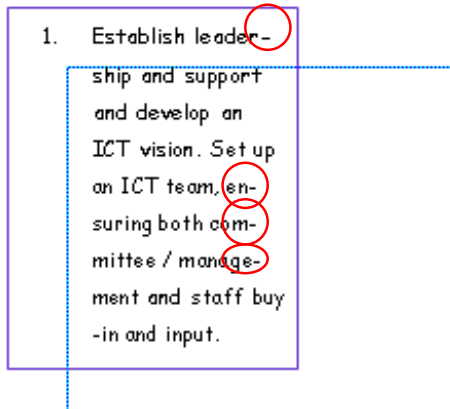 1. Establish leader-
ship and support
and develop an
ICT vision. Set up
an ICT team, en-
suring both com-
mittee / manage-
ment and staff buy
-in and input.